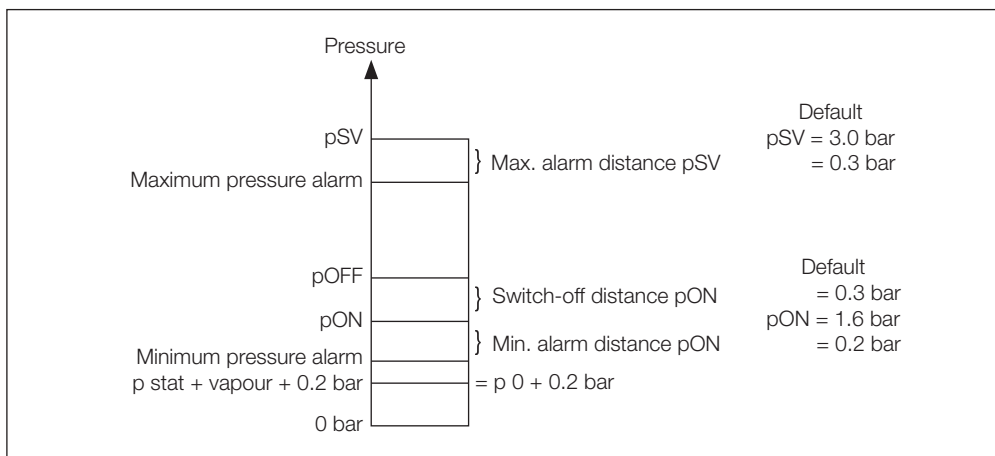 Pressure
Default
pSV
pSV = 3.0 bar
} Max. alarm distance pSV
= 0.3 bar
Maximum pressure alarm
Default
pOFF
= 0.3 bar
} Switch-off distance pON
pON
pON = 1.6 bar
} Min. alarm distance pON
= 0.2 bar
Minimum pressure alarm
p stat + vapour + 0.2 bar
= p 0 + 0.2 bar
0 bar